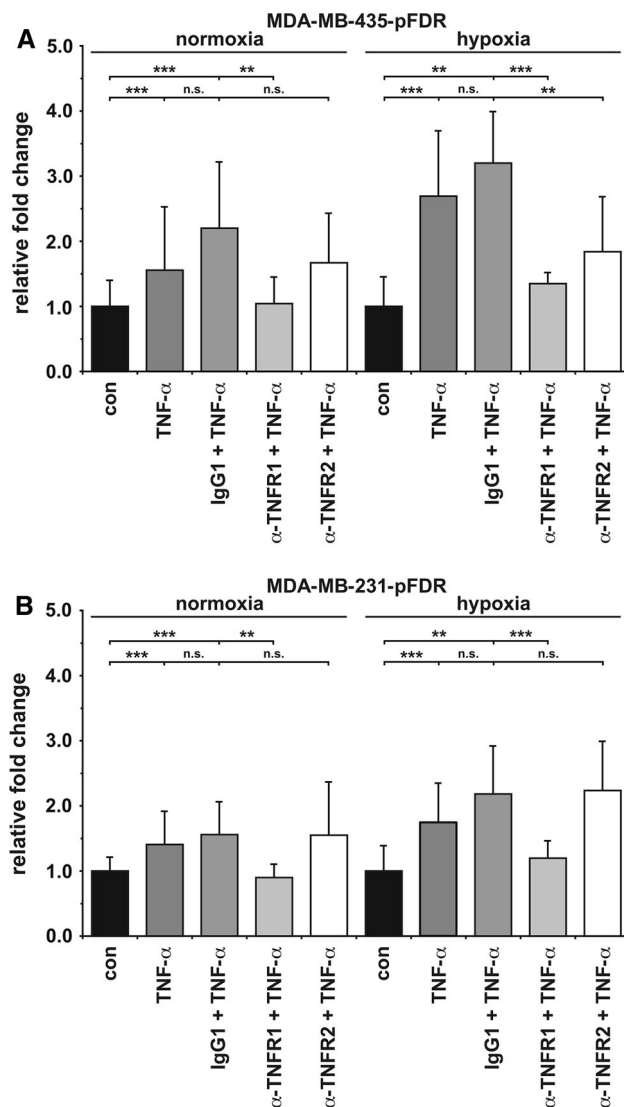 A
MDA-MB-435-pFDR
normoxia
hypoxia
5.0
4.0
3.0
2.0
1.0
0.0
relative fold change
*** ** ** ***
*** n.s. n.s. *** n.s. **
con
TNF-α
IgG1 + TNF-α
α-TNFR1 + TNF-α
α-TNFR2 + TNF-α
con
TNF-α
IgG1 + TNF-α
α-TNFR1 + TNF-α
α-TNFR2 + TNF-α
B
MDA-MB-231-pFDR
normoxia
hypoxia
5.0
4.0
3.0
2.0
1.0
0.0
relative fold change
*** ** ** ***
*** n.s. n.s. *** n.s. n.s.
con
TNF-α
IgG1 + TNF-α
α-TNFR1 + TNF-α
α-TNFR2 + TNF-α
con
TNF-α
IgG1 + TNF-α
α-TNFR1 + TNF-α
α-TNFR2 + TNF-α